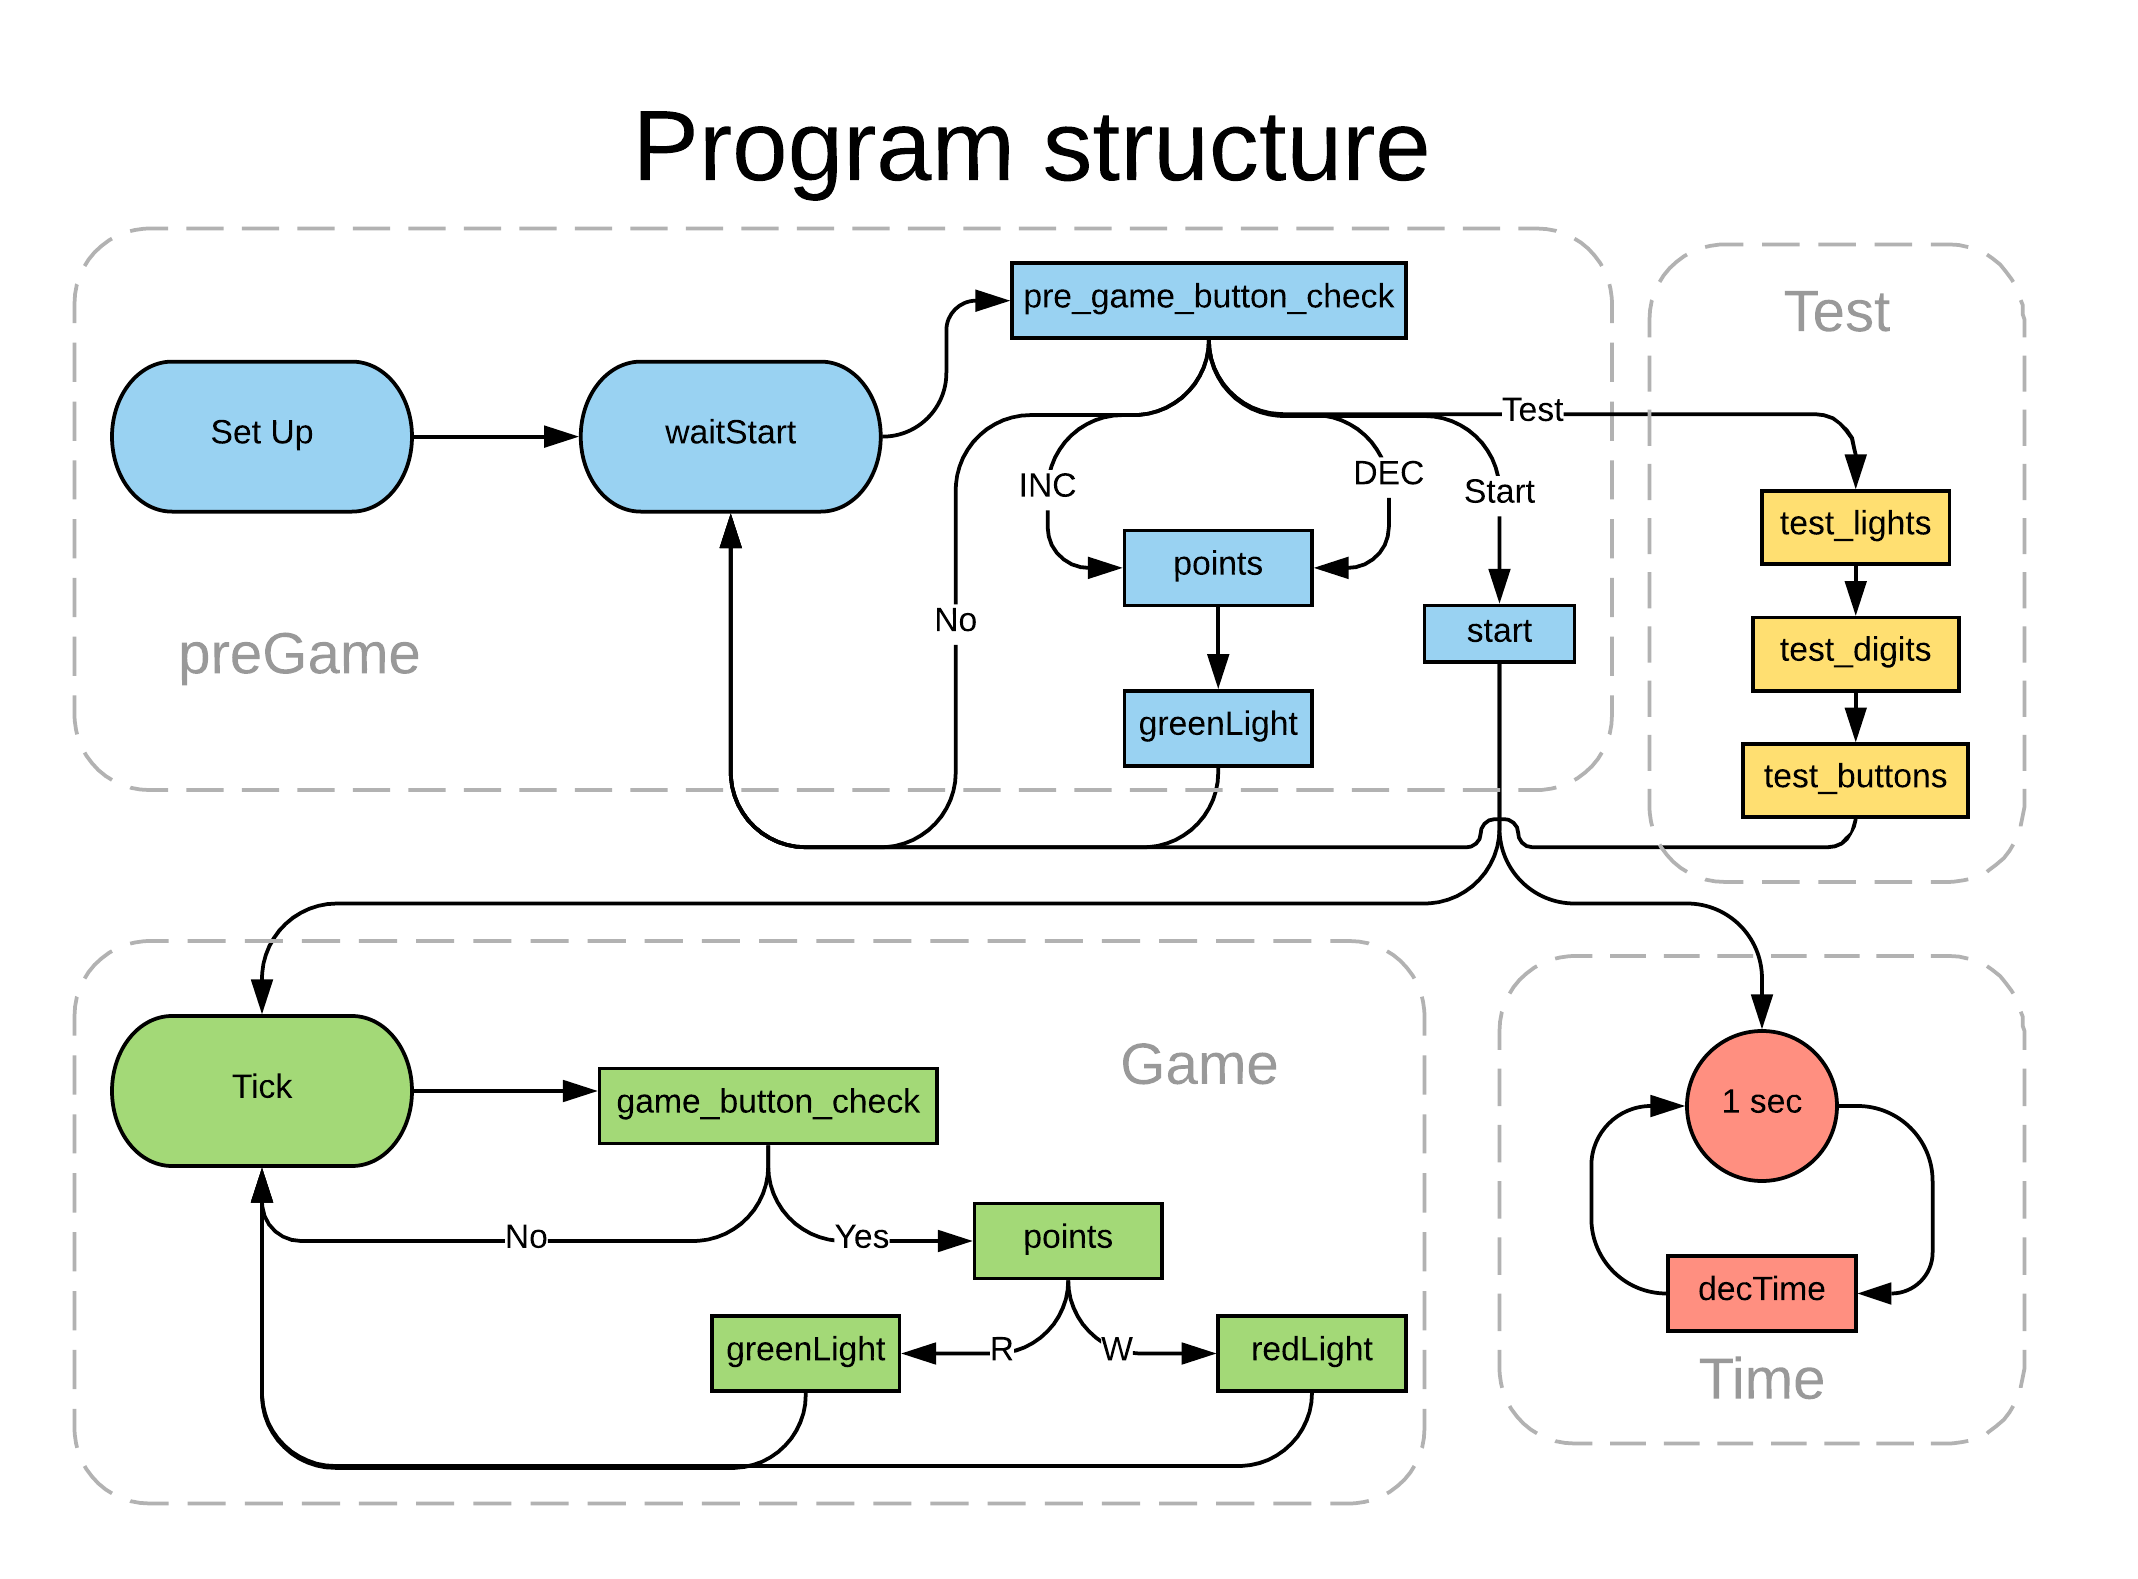 Program structure
pre_game_button_check
Test
Set Up
waitStart
Test
INC
DEC
Start
test_lights
points
No
start
test_digits
preGame
greenLight
test_buttons
Tick
game_button_check
Game
1 sec
No
Yes
points
decTime
greenLight
R
W
redLight
Time